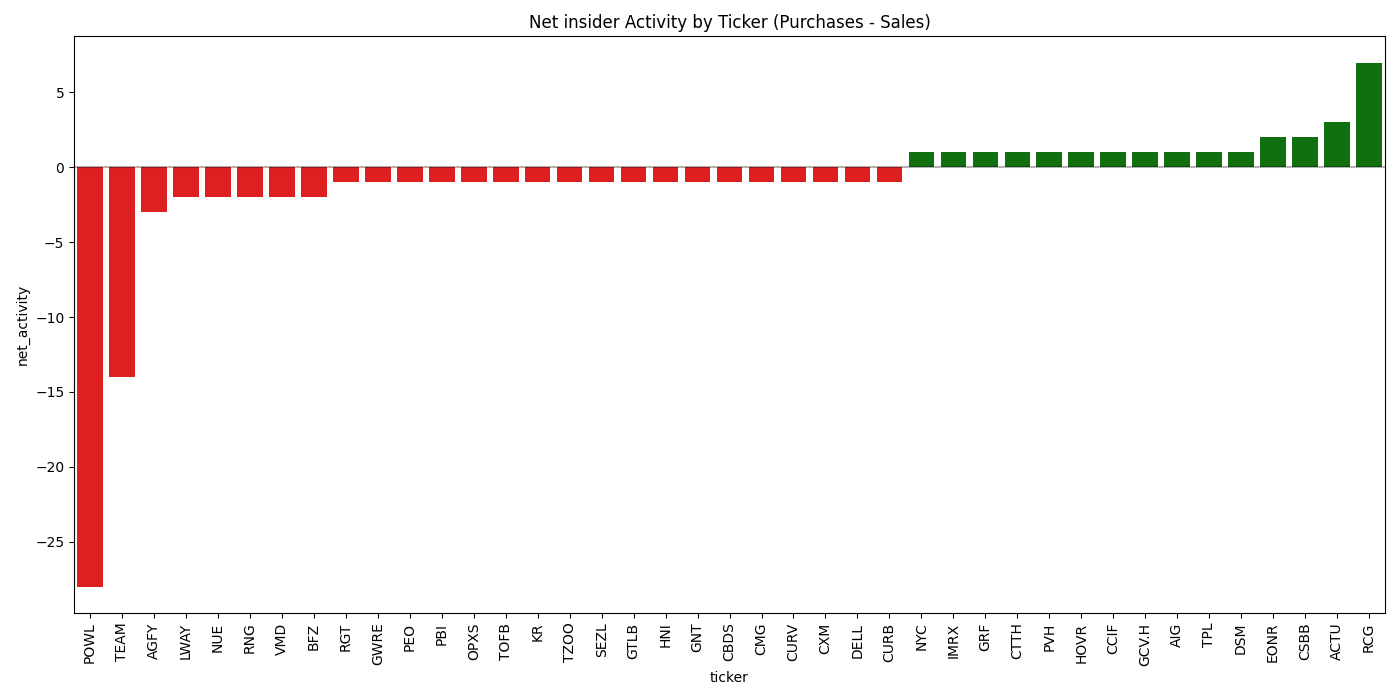 Net insider Activity by Ticker (Purchases - Sales)
5
0
−5
−10
−15
−20
−25
net_activity
POWL
TEAM
AGFY
LWAY
NUE
RNG
VMD
BFZ
RGT
GWRE
PEO
PBI
OPXS
TOFB
KR
TZOO
SEZL
GTLB
HNI
GNT
CBDS
CMG
CURV
CXM
DELL
CURB
NYC
IMRX
GRF
CTTH
PVH
HOVR
CCIF
GCV.H
AIG
TPL
DSM
EONR
CSBB
ACTU
RCG
ticker